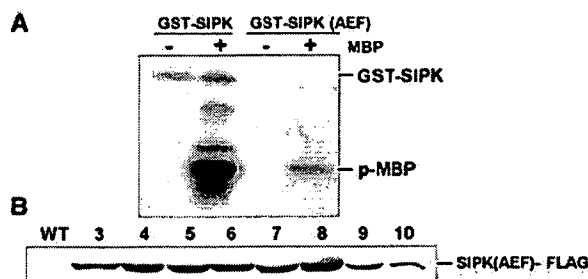 A
GST-SIPK GST-SIPK (AEF)
- + - + MBP
GST-SIPK
p-MBP
B
WT 3 4 5 6 7 8 9 10
SIPK(AEF)- FLAG